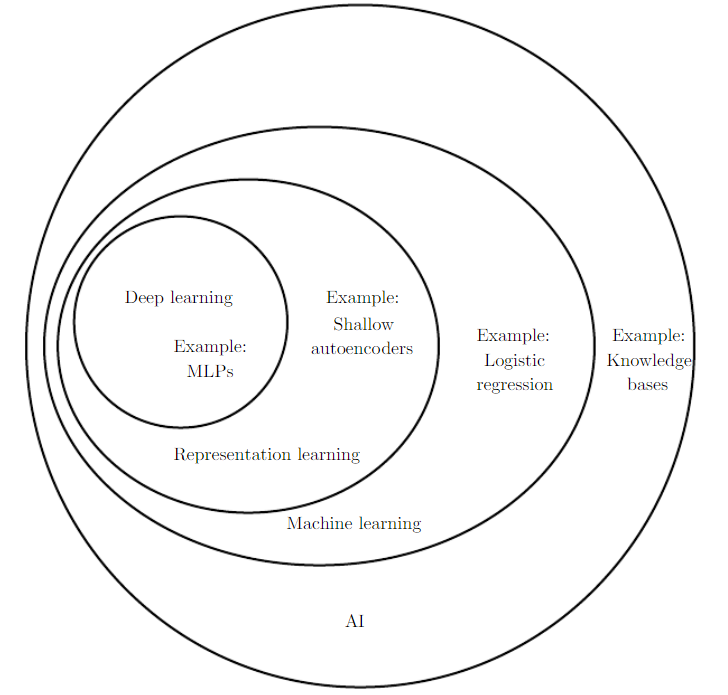 Deep learning
Example:
MLPs
Example:
Shallow
autoencoders
Example:
Logistic
regression
Example:
Knowledge
bases
Representation learning
Machine learning
AI